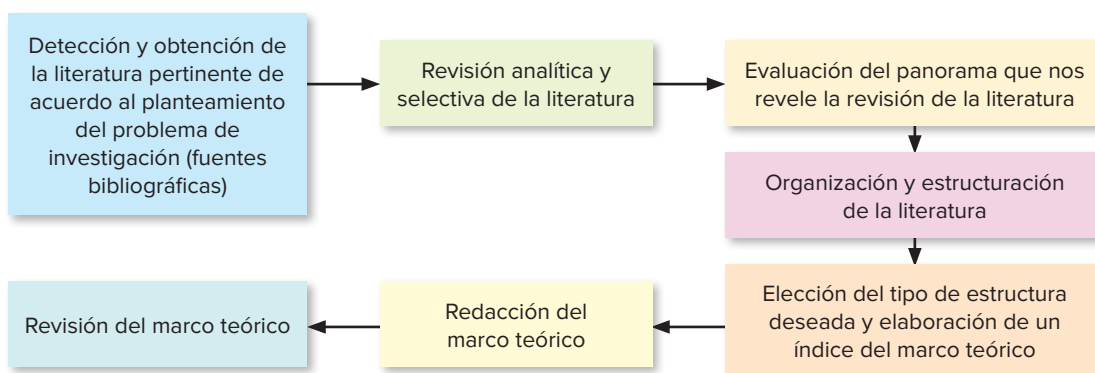 Detección y obtención de
la literatura pertinente de
acuerdo al planteamiento
del problema de
investigación (fuentes
bibliográficas)
Revisión analítica y
selectiva de la literatura
Evaluación del panorama que nos
revele la revisión de la literatura
Organización y estructuración
de la literatura
Elección del tipo de estructura
deseada y elaboración de un
índice del marco teórico
Redacción del
marco teórico
Revisión del marco teórico